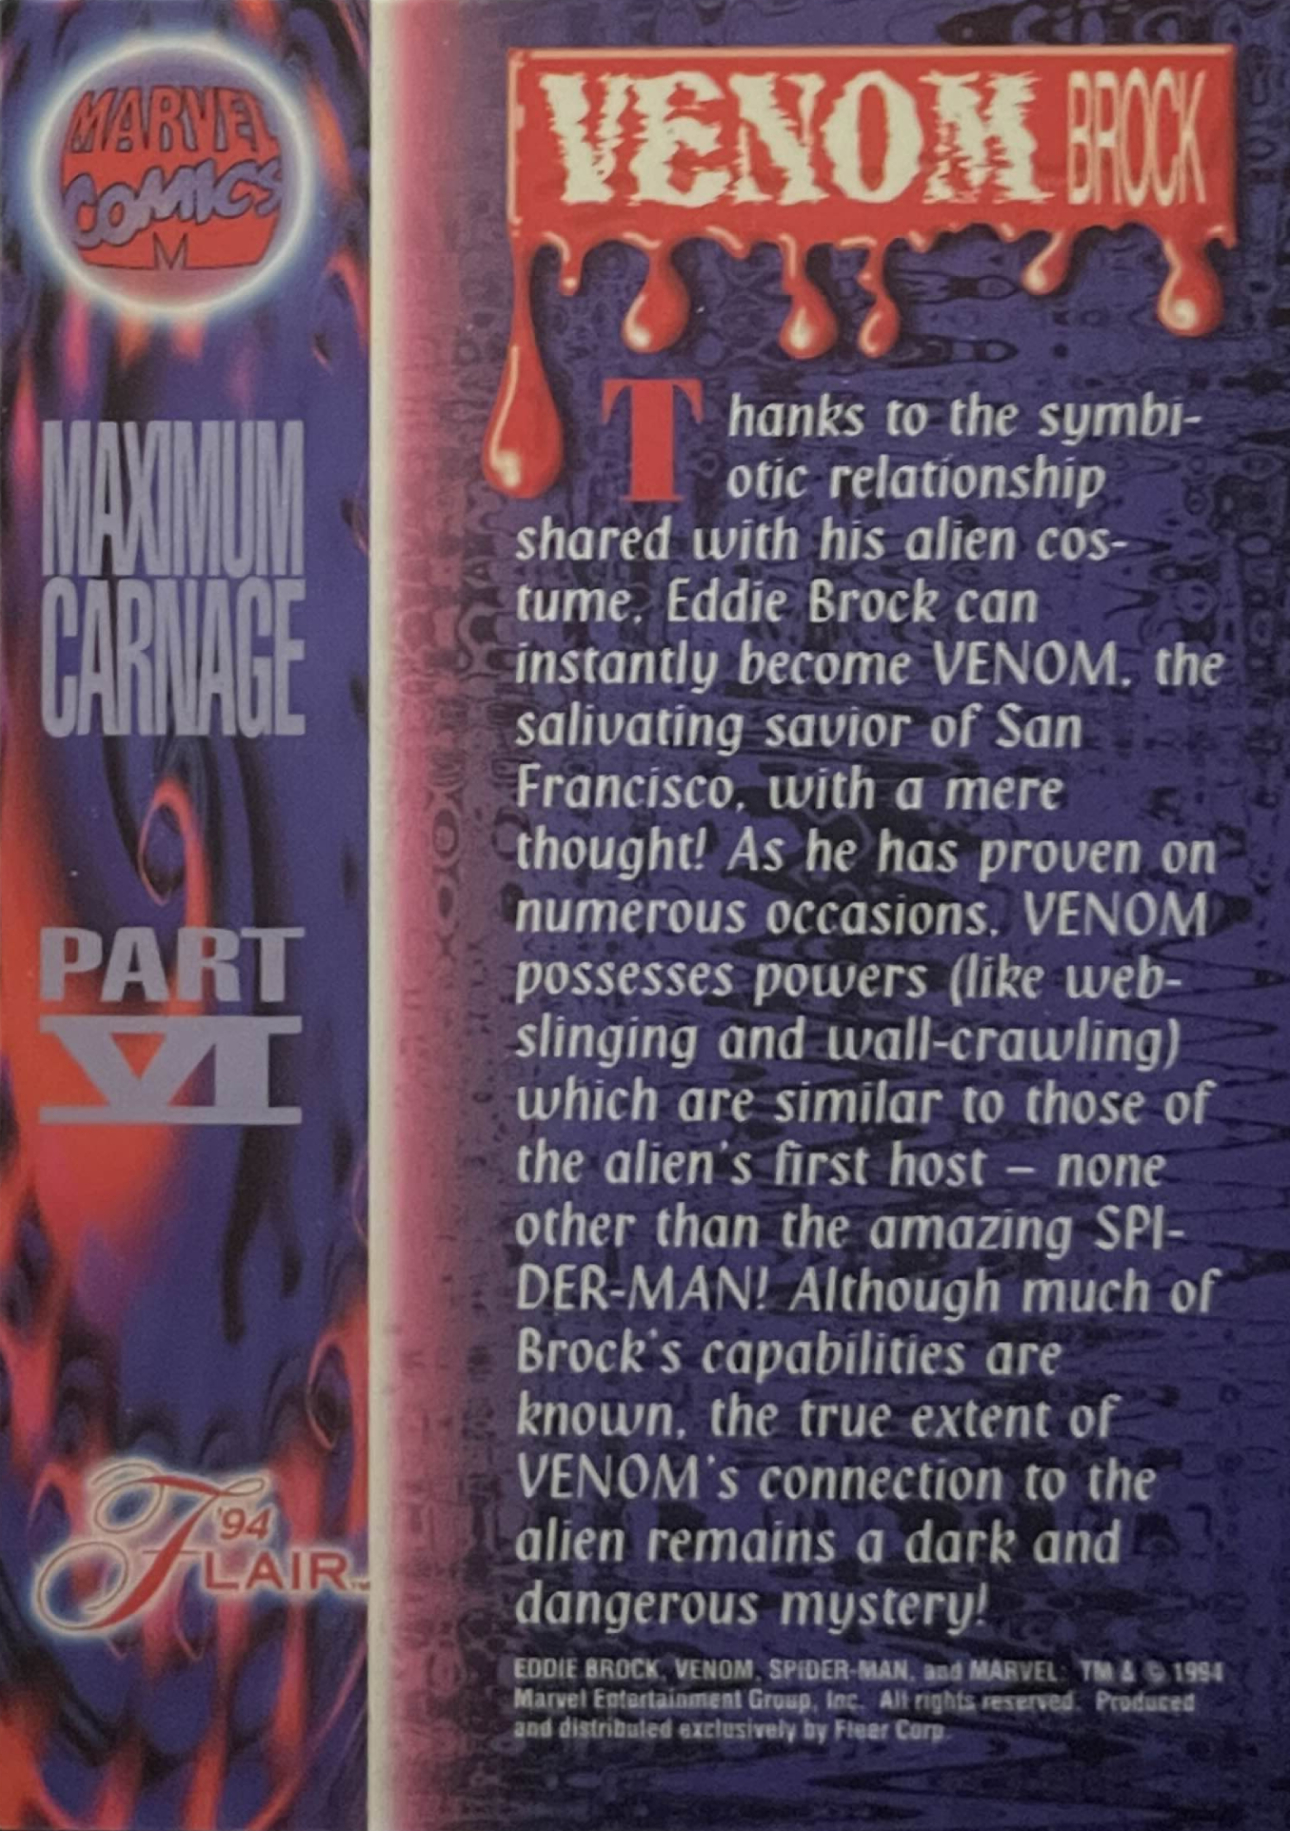 MARVEL
COMICS
M
MAXIMUM
CARNAGE
PART
VI
'94
FLAIR™
VENOM BROCK
Thanks to the symbi-
otic relationship
shared with his alien cos-
tume, Eddie Brock can
instantly become VENOM, the
salivating savior of San
Francisco, with a mere
thought! As he has proven on
numerous occasions, VENOM
possesses powers (like web-
slinging and wall-crawling)
which are similar to those of
the alien's first host – none
other than the amazing SPI-
DER-MAN! Although much of
Brock's capabilities are
known, the true extent of
VENOM's connection to the
alien remains a dark and
dangerous mystery!
EDDIE BROCK, VENOM, SPIDER-MAN, and MARVEL: TM & © 1994
Marvel Entertainment Group, Inc. All rights reserved. Produced
and distributed exclusively by Fleer Corp.